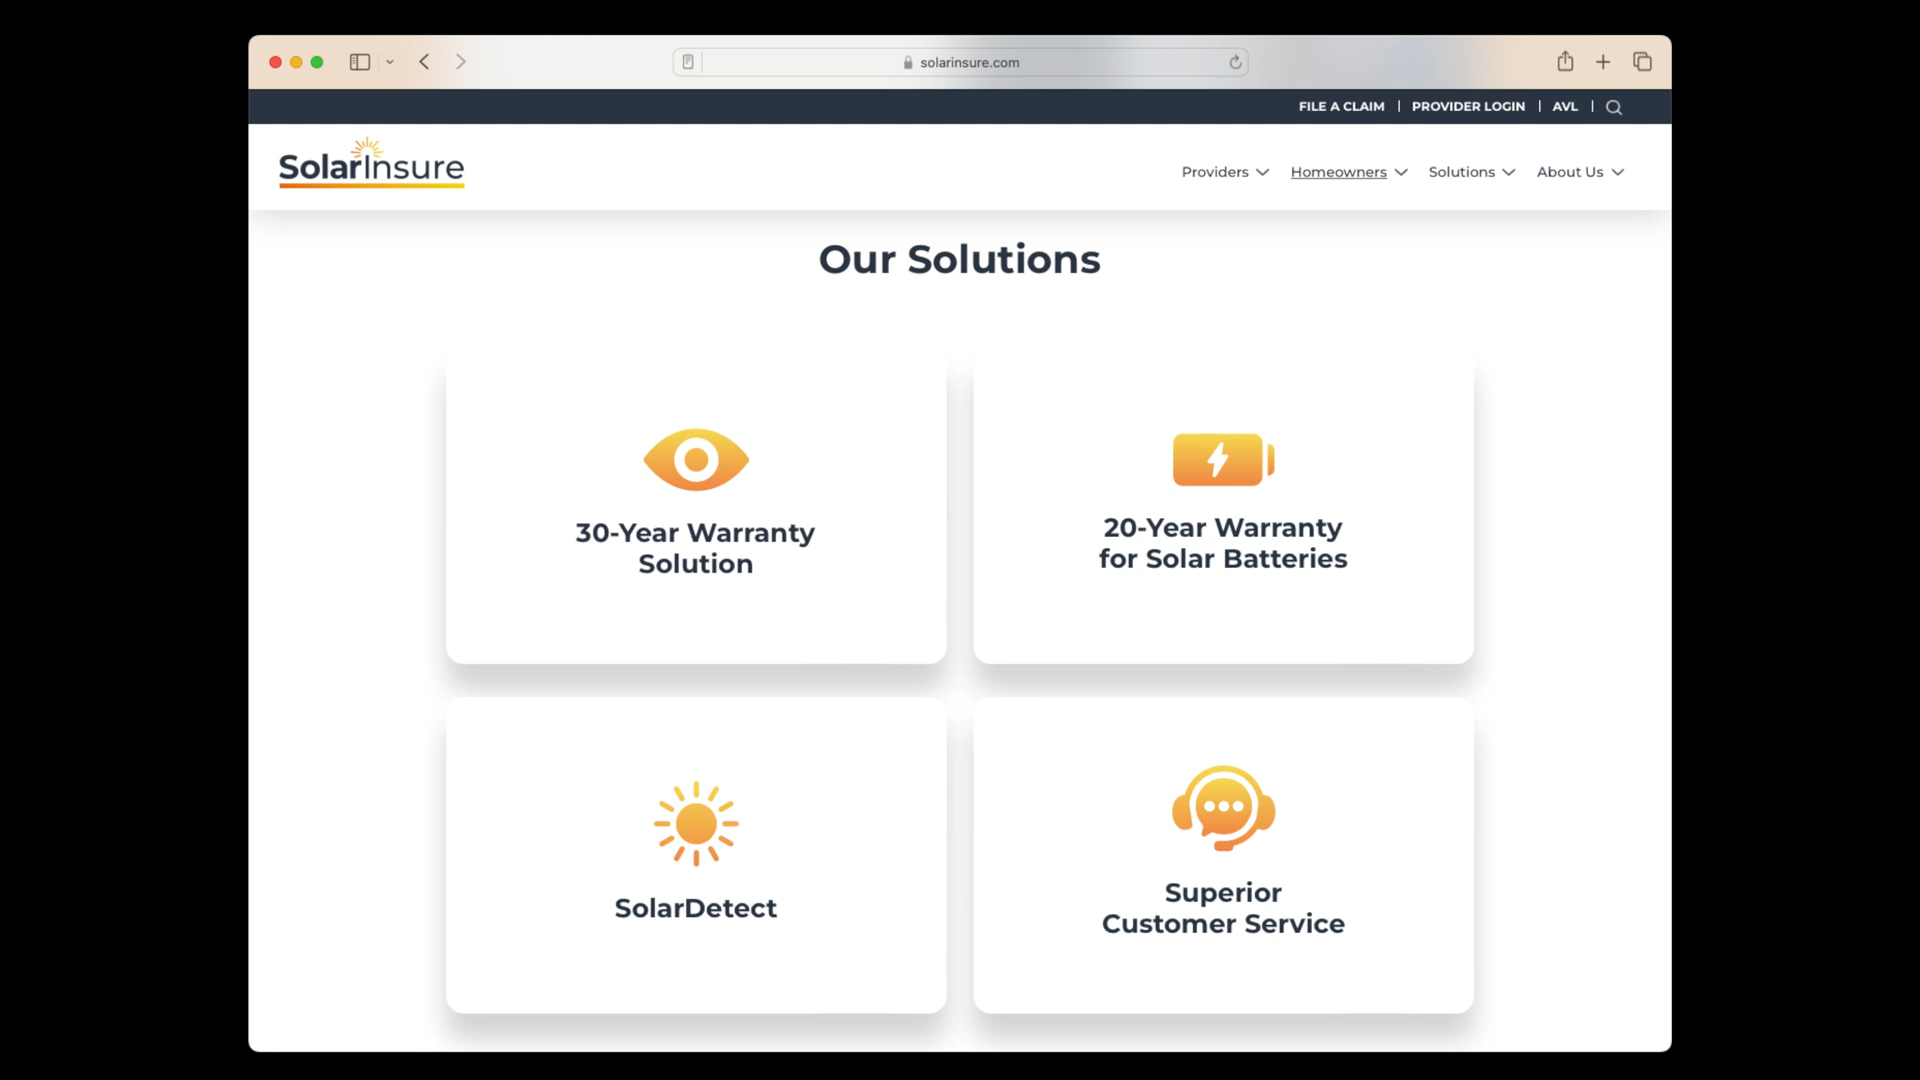 solarinsure.com
FILE A CLAIM | PROVIDER LOGIN | AVL |
SolarInsure
Providers Homeowners Solutions About Us
Our Solutions
30-Year Warranty
Solution
20-Year Warranty
for Solar Batteries
SolarDetect
Superior
Customer Service